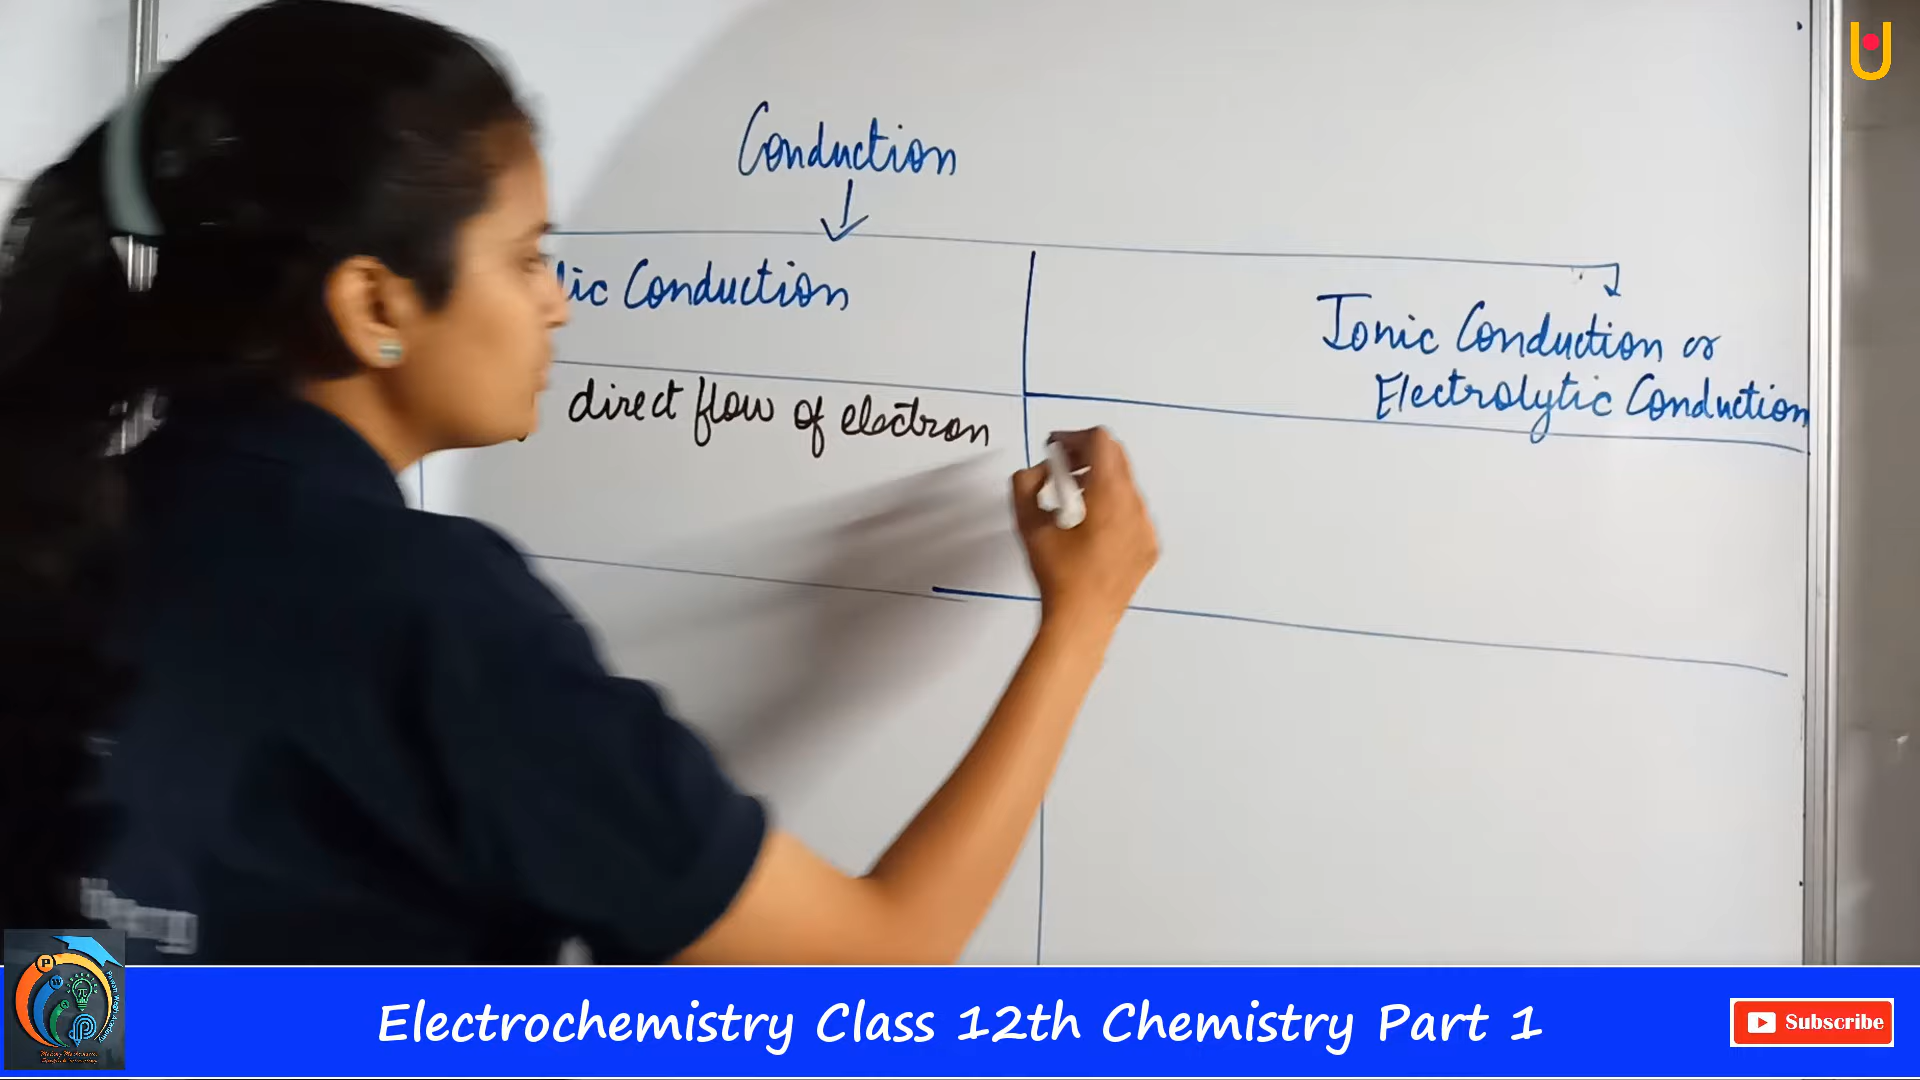 Conduction
lic Conduction
Ionic Conduction or
Electrolytic Conduction
direct flow of electron
Electrochemistry Class 12th Chemistry Part 1
Subscribe